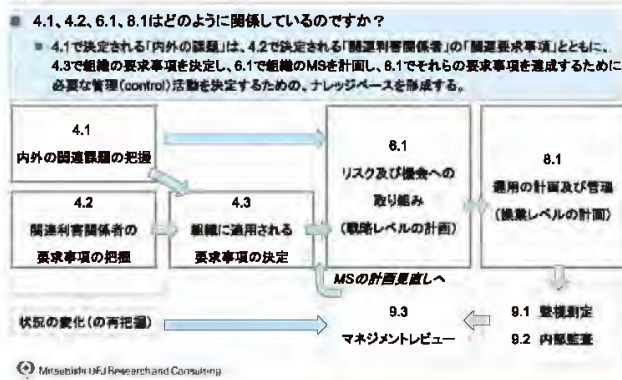 4.1、4.2、6.1、8.1はどのように関係しているのですか？
4.1で決定される「内外の課題」は、4.2で決定される「関連利害関係者」の「関連要求事項」とともに、
4.3で組織の要求事項を決定し、6.1で組織のMSを計画し、8.1でそれらの要求事項を達成するために
必要な管理(control)活動を決定するための、ナレッジベースを形成する。
4.1
内外の関連課題の把握
4.2
関連利害関係者の
要求事項の把握
4.3
組織に適用される
要求事項の決定
6.1
リスク及び機会への
取り組み
(戦略レベルの計画)
8.1
運用の計画及び管理
(操業レベルの計画)
MSの計画見直しへ
状況の変化(の再把握)
9.3
マネジメントレビュー
9.1 監視測定
9.2 内部監査
Mitsubishi UFJ Research and Consulting